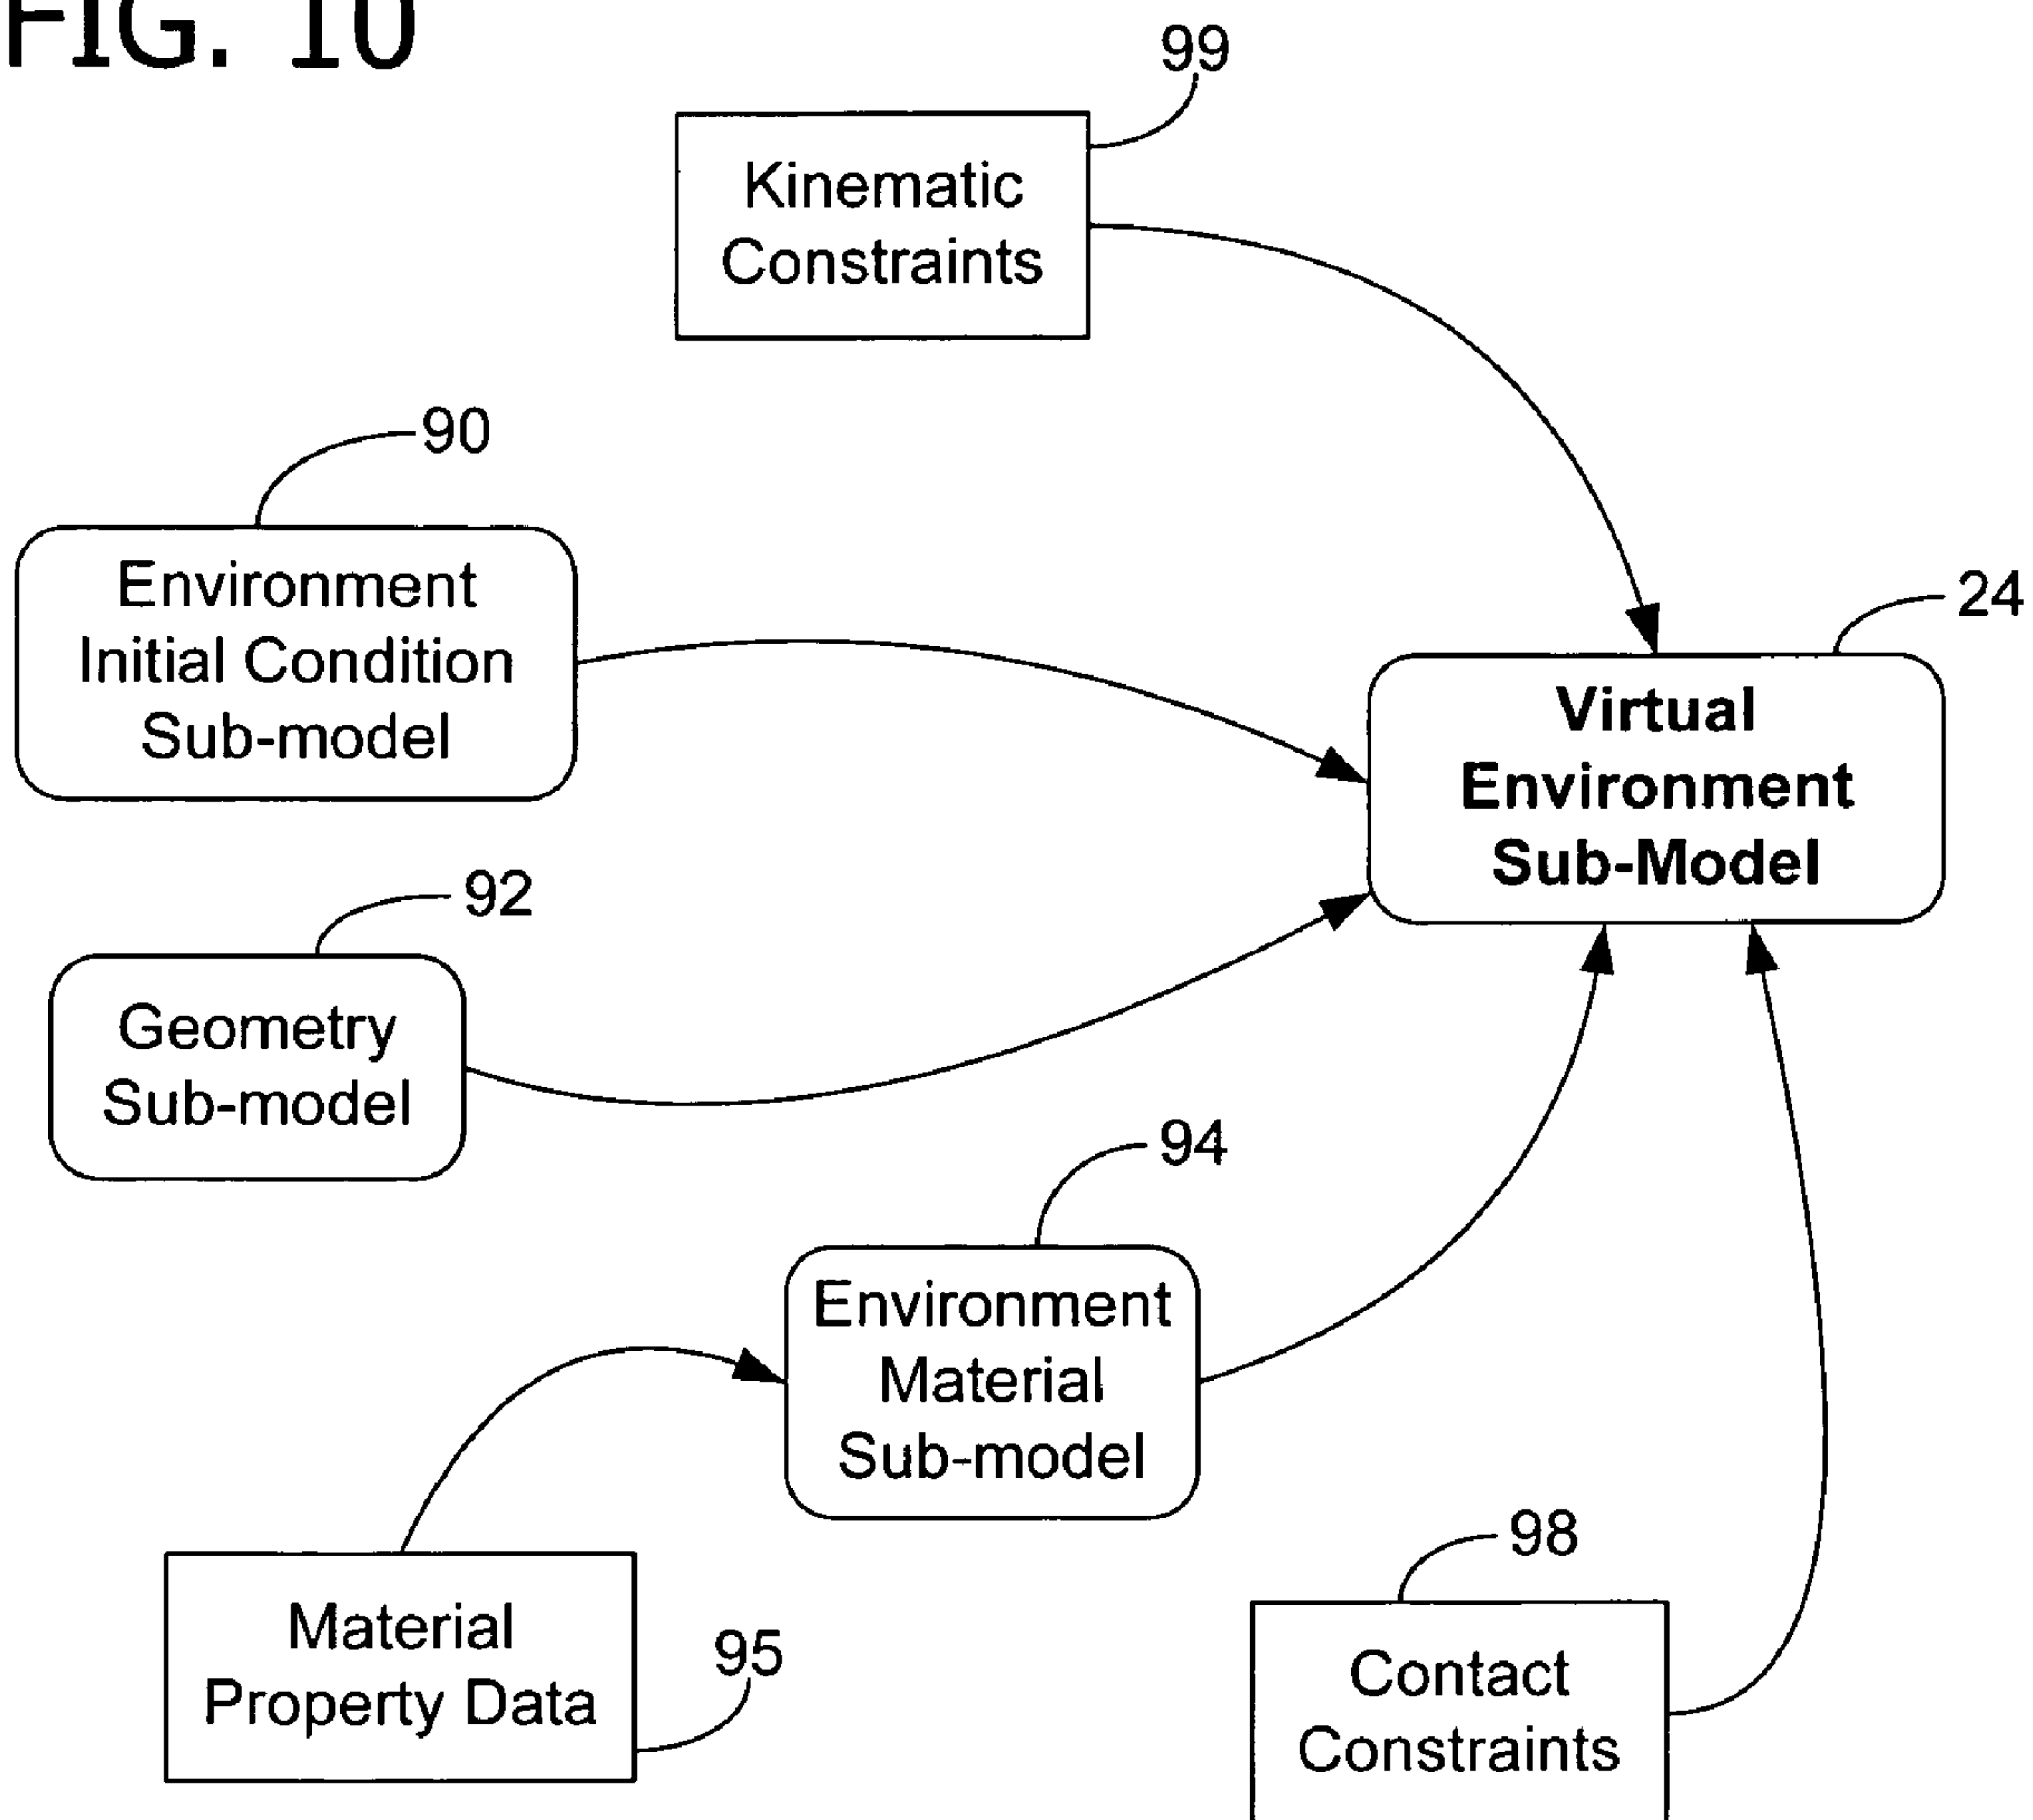 FIG. 10
99
Kinematic
Constraints
90
Environment
Initial Condition
Sub-model
24
Virtual
Environment
Sub-Model
92
Geometry
Sub-model
94
Environment
Material
Sub-model
98
Material
Property Data
95
Contact
Constraints